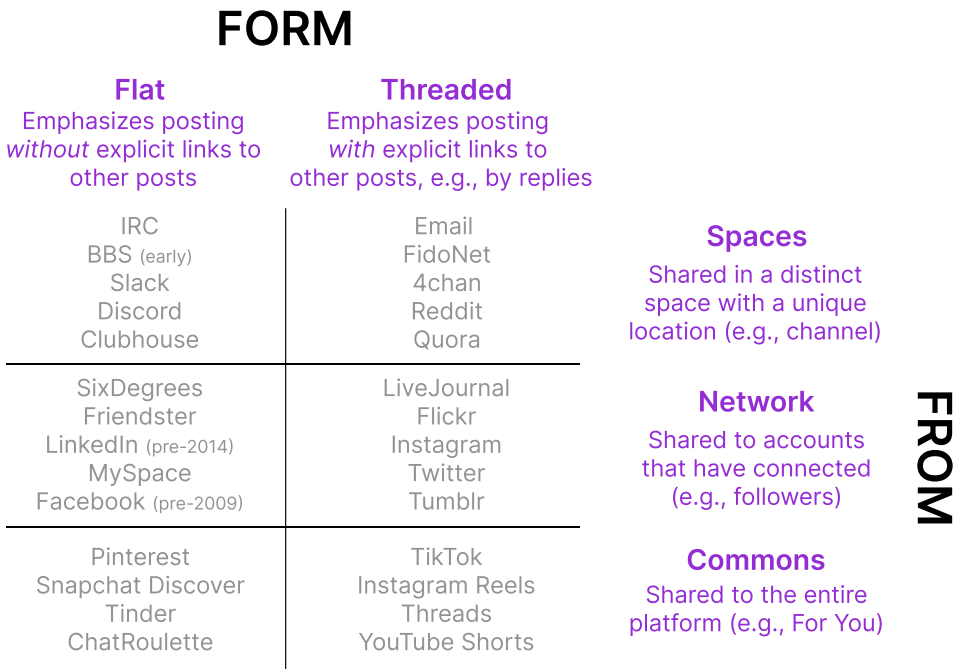 FORM
Flat
Emphasizes posting
without explicit links to
other posts
Threaded
Emphasizes posting
with explicit links to
other posts, e.g., by replies
IRC
BBS (early)
Slack
Discord
Clubhouse
Email
FidoNet
4chan
Reddit
Quora
Spaces
Shared in a distinct
space with a unique
location (e.g., channel)
SixDegrees
Friendster
LinkedIn (pre-2014)
MySpace
Facebook (pre-2009)
LiveJournal
Flickr
Instagram
Twitter
Tumblr
Network
Shared to accounts
that have connected
(e.g., followers)
FROM
Pinterest
Snapchat Discover
Tinder
ChatRoulette
TikTok
Instagram Reels
Threads
YouTube Shorts
Commons
Shared to the entire
platform (e.g., For You)